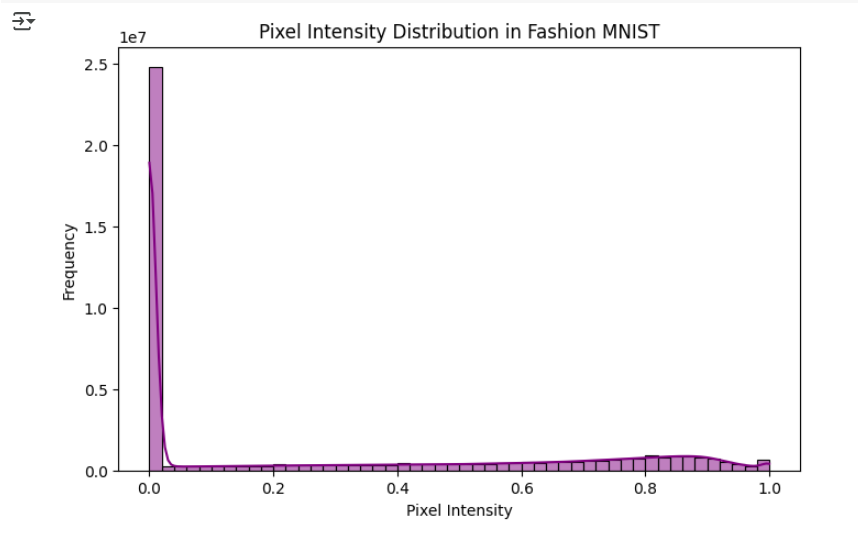 Pixel Intensity Distribution in Fashion MNIST
1e7
2.5
2.0
1.5
1.0
0.5
0.0
Frequency
0.0 0.2 0.4 0.6 0.8 1.0
Pixel Intensity